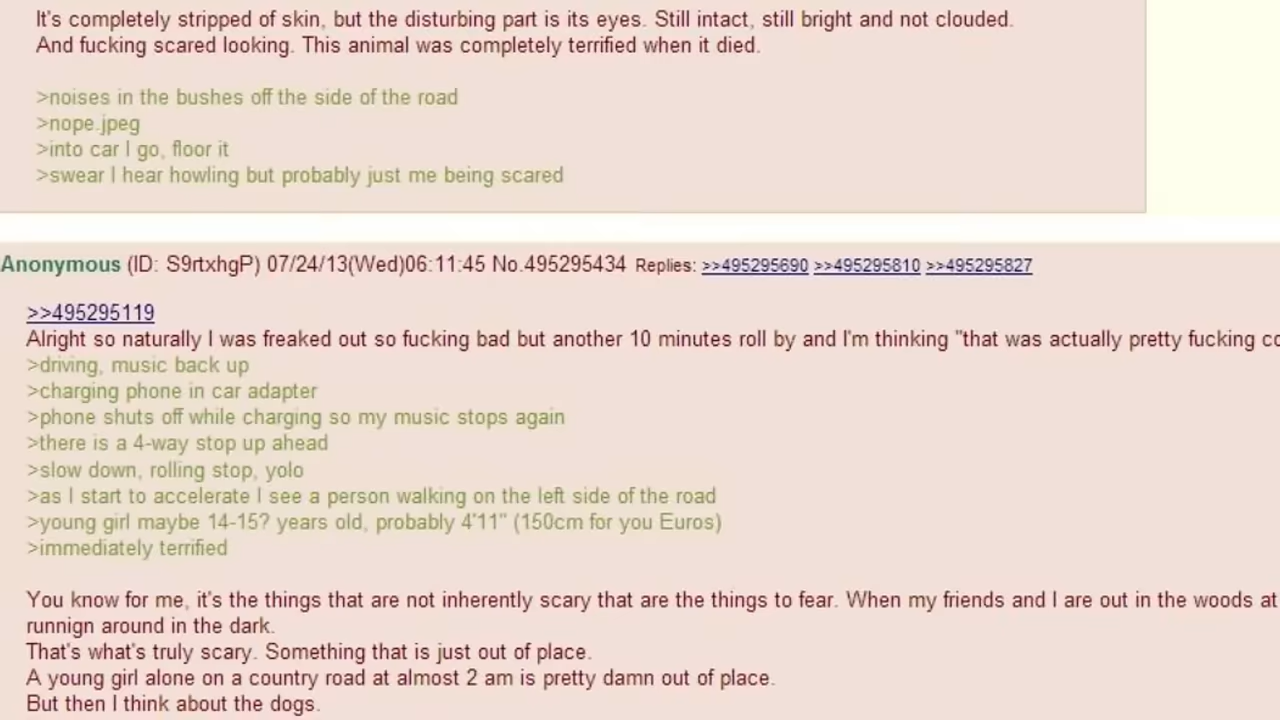 It's completely stripped of skin, but the disturbing part is its eyes. Still intact, still bright and not clouded.
And fucking scared looking. This animal was completely terrified when it died.
>noises in the bushes off the side of the road
>nope.jpeg
>into car I go, floor it
>swear I hear howling but probably just me being scared
Anonymous (ID: S9rtxhgP) 07/24/13(Wed)06:11:45 No.495295434 Replies: >>495295690 >>495295810 >>495295827
>>495295119
Alright so naturally I was freaked out so fucking bad but another 10 minutes roll by and I'm thinking "that was actually pretty fucking
>driving, music back up
>charging phone in car adapter
>phone shuts off while charging so my music stops again
>there is a 4-way stop up ahead
>slow down, rolling stop, yolo
>as I start to accelerate I see a person walking on the left side of the road
>young girl maybe 14-15? years old, probably 4'11" (150cm for you Euros)
>immediately terrified
You know for me, it's the things that are not inherently scary that are the things to fear. When my friends and I are out in the woods at
runnign around in the dark.
That's what's truly scary. Something that is just out of place.
A young girl alone on a country road at almost 2 am is pretty damn out of place.
But then I think about the dogs.